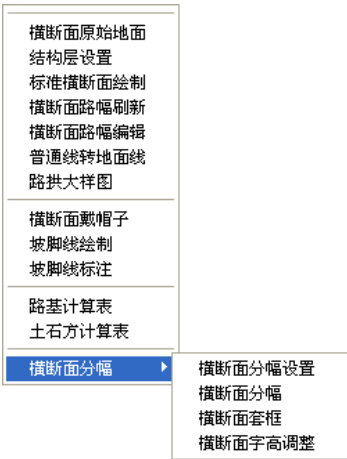 横断面原始地面
结构层设置
标准横断面绘制
横断面路幅刷新
横断面路幅编辑
普通线转地面线
路拱大样图
横断面戴帽子
坡脚线绘制
坡脚线标注
路基计算表
土石方计算表
横断面分幅
横断面分幅设置
横断面分幅
横断面套框
横断面字高调整